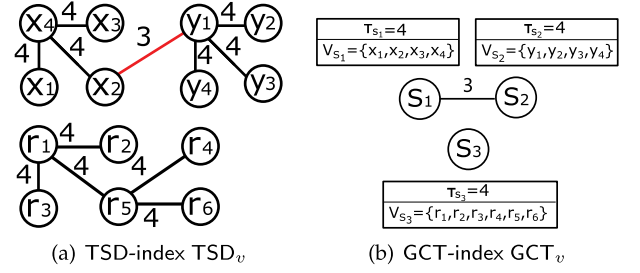 x4 4 x3
4 4 3
x1 x2
y1 4 y2
4 4
y4 y3
r1 4 r2 r4
4 4 4
r3 r5 4 r6
(a) TSD-index TSDv
τS1=4
VS1={x1,x2,x3,x4}
τS2=4
VS2={y1,y2,y3,y4}
S1 3 S2
S3
τS3=4
VS3={r1,r2,r3,r4,r5,r6}
(b) GCT-index GCTv